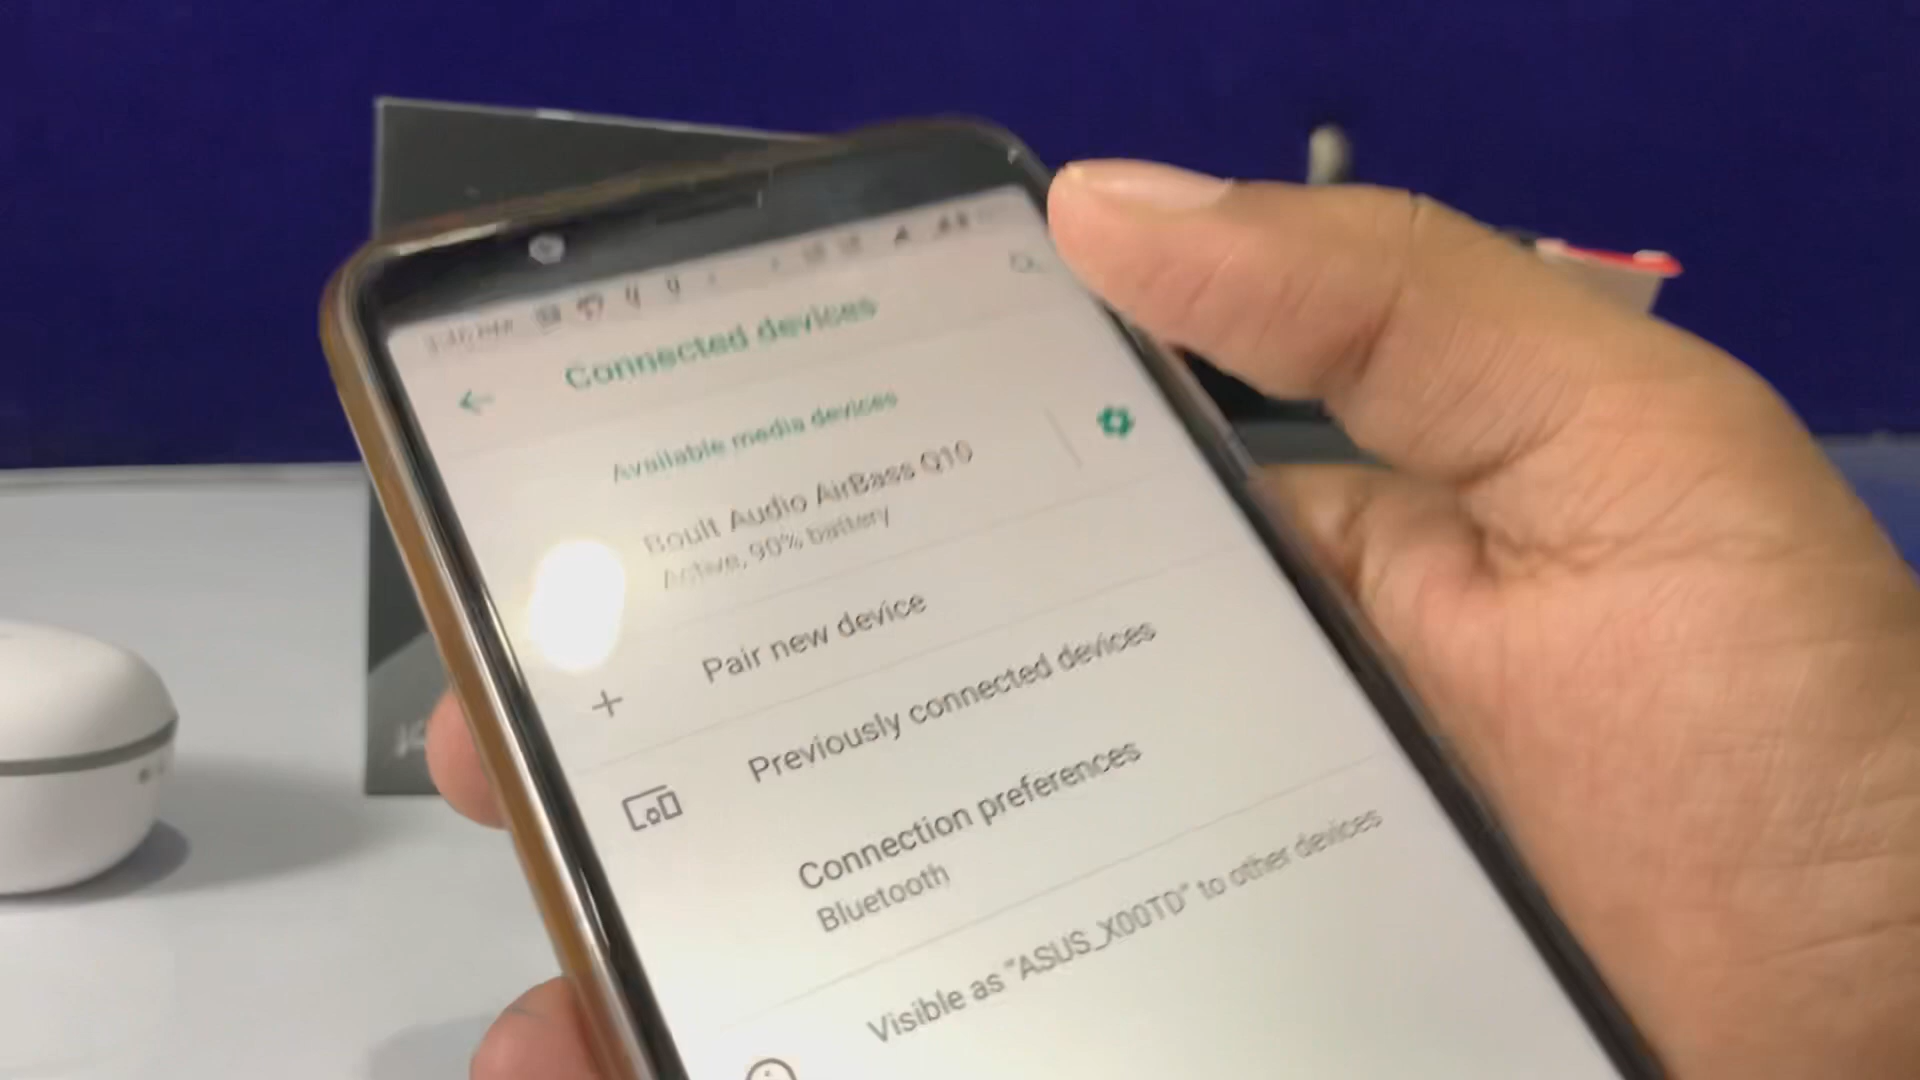 Connected devices
Available media devices
Boult Audio AirBass Q10
Active, 90% battery
Pair new device
Previously connected devices
Connection preferences
Bluetooth
Visible as "ASUS_X00TD" to other devices